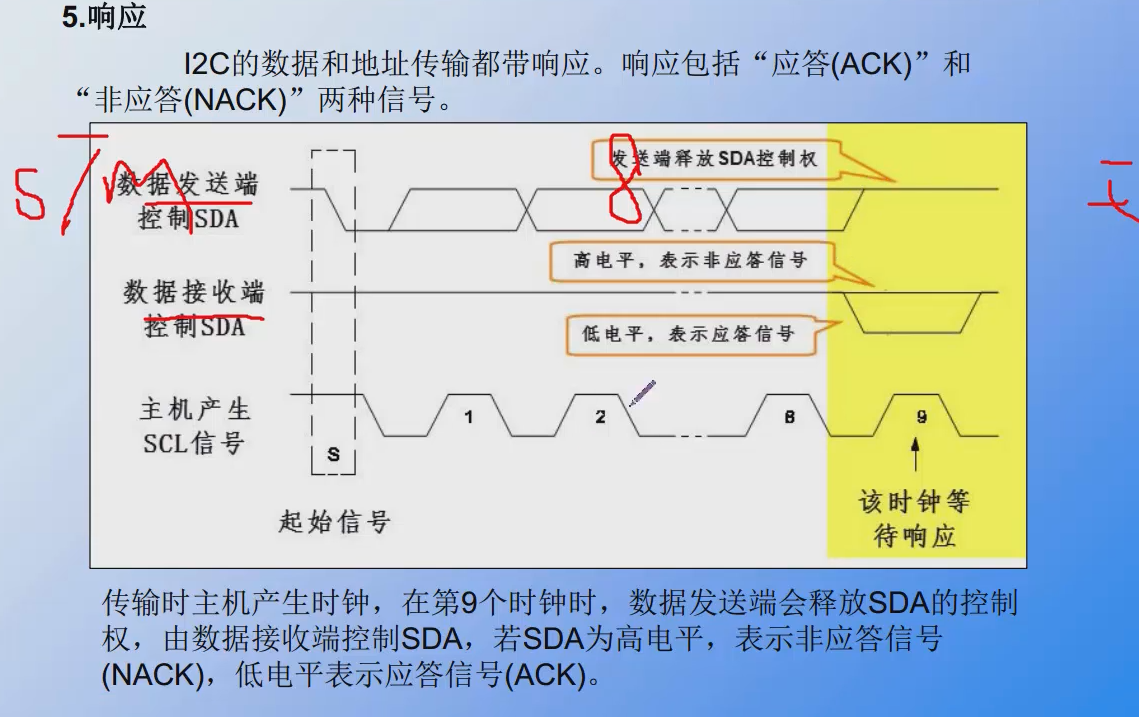 5.响应
I2C的数据和地址传输都带响应。响应包括“应答(ACK)”和
“非应答(NACK)”两种信号。
S/m
8
发送端释放SDA控制权
数据发送端
控制SDA
高电平，表示非应答信号
数据接收端
控制SDA
低电平，表示应答信号
主机产生
SCL信号
S
1
2
8
9
起始信号
该时钟等
待响应
传输时主机产生时钟，在第9个时钟时，数据发送端会释放SDA的控制
权，由数据接收端控制SDA，若SDA为高电平，表示非应答信号
(NACK)，低电平表示应答信号(ACK)。